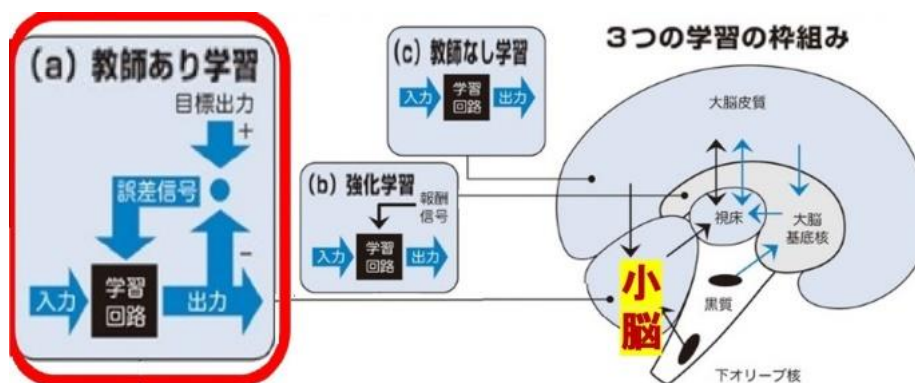 3つの学習の枠組み
(a) 教師あり学習
目標出力
+
誤差信号
−
入力
学習
回路
出力
(c) 教師なし学習
入力
学習
回路
出力
(b) 強化学習
報酬
信号
入力
学習
回路
出力
大脳皮質
視床
大脳
基底核
小
脳
黒質
下オリーブ核